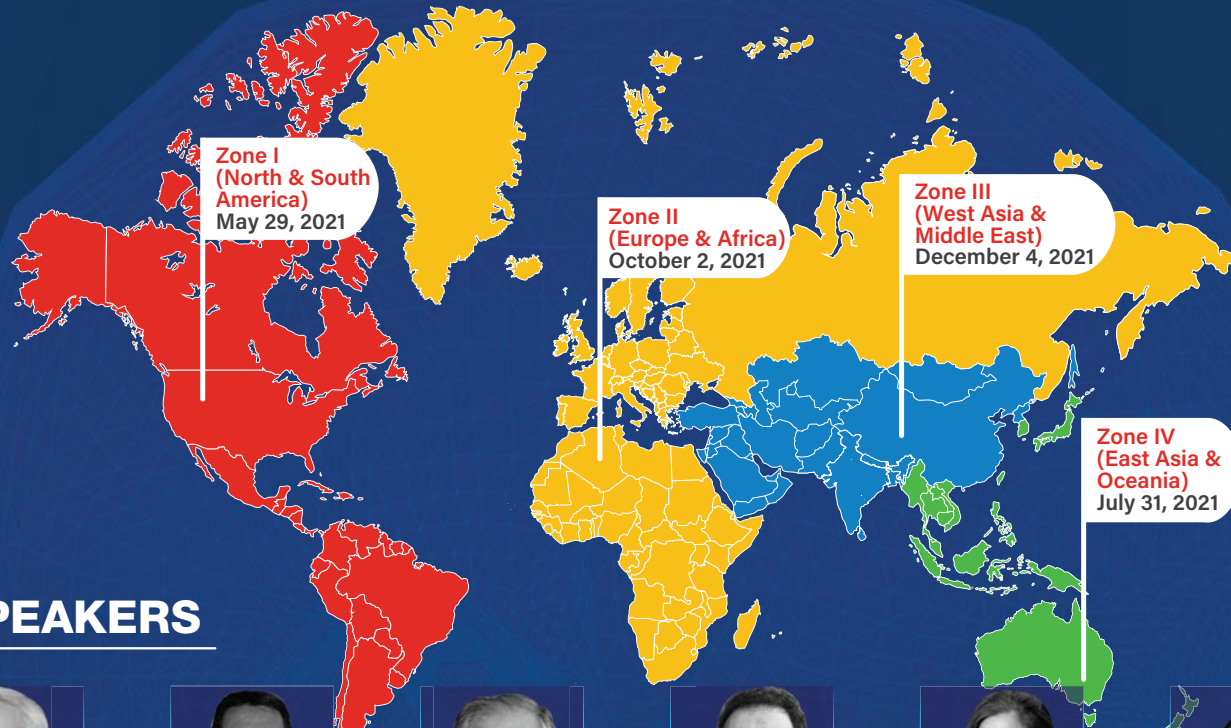 Zone I
(North & South
America)
May 29, 2021
Zone II
(Europe & Africa)
October 2, 2021
Zone III
(West Asia &
Middle East)
December 4, 2021
Zone IV
(East Asia &
Oceania)
July 31, 2021
PEAKERS